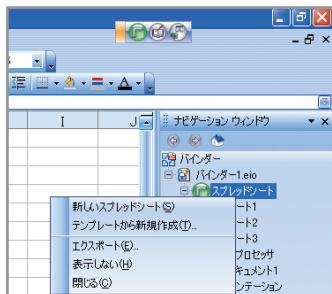 A
I
J
ナビゲーション ウィンドウ
バインダー
バインダー1.eio
スプレッドシート
新しいスプレッドシート(S)
テンプレートから新規作成(T)...
エクスポート(E)...
表示しない(H)
閉じる(C)
ート1
ート2
ート3
プロセッサ
キュメント1
ンテーション